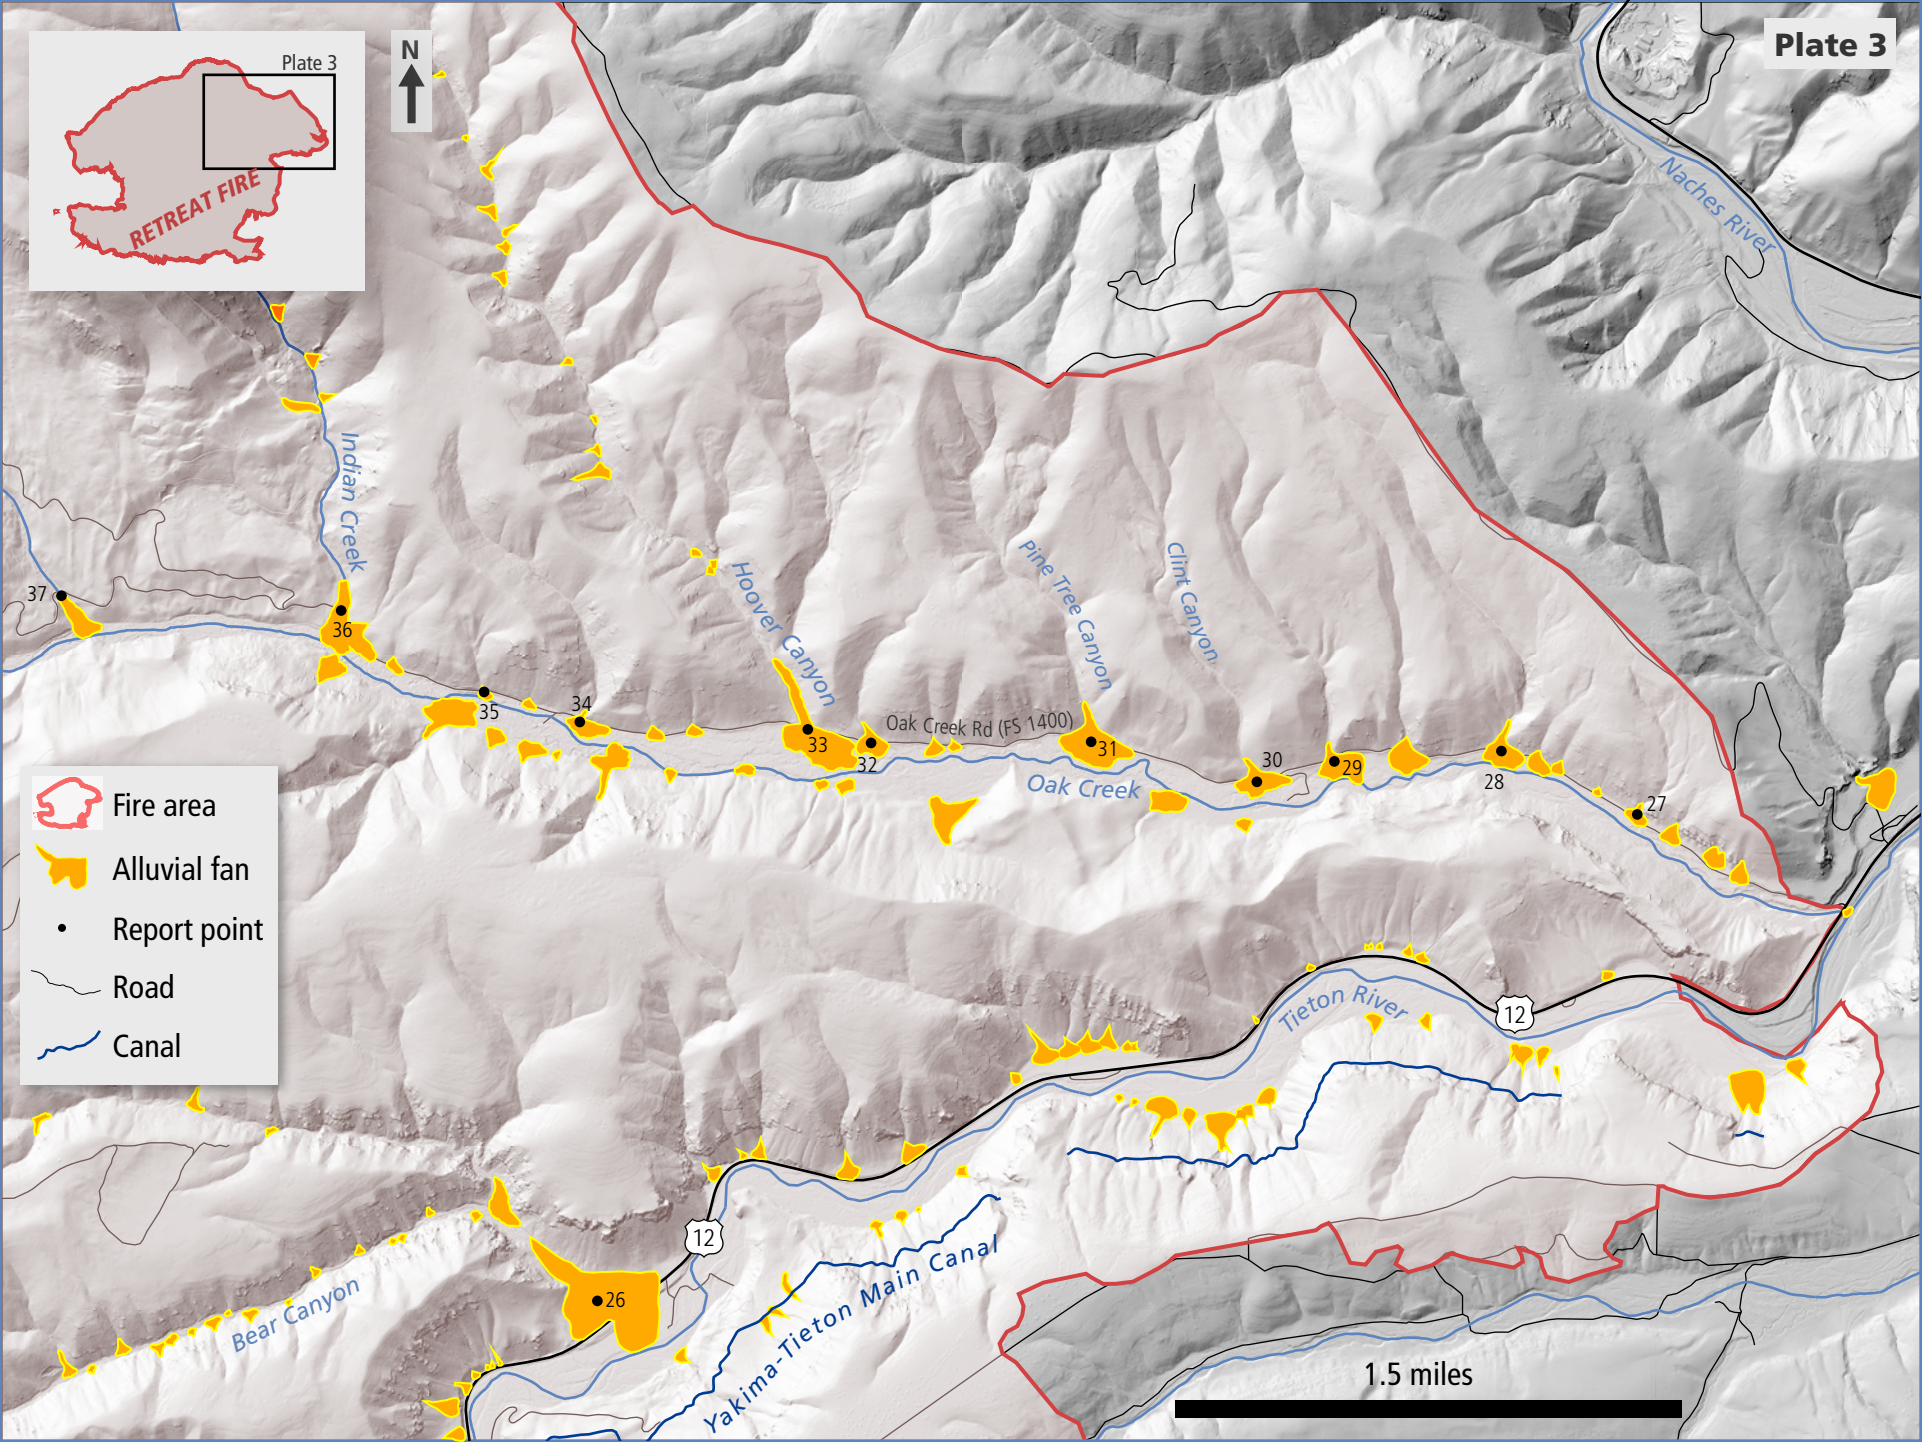 Plate 3
RETREAT FIRE
N
Plate 3
Naches River
Indian Creek
Hoover Canyon
Pine Tree Canyon
Clint Canyon
37
36
35
34
33
32
Oak Creek Rd (FS 1400)
31
30
29
28
27
Oak Creek
Fire area
Alluvial fan
Report point
Road
Canal
Tieton River
12
12
26
Bear Canyon
Yakima-Tieton Main Canal
1.5 miles